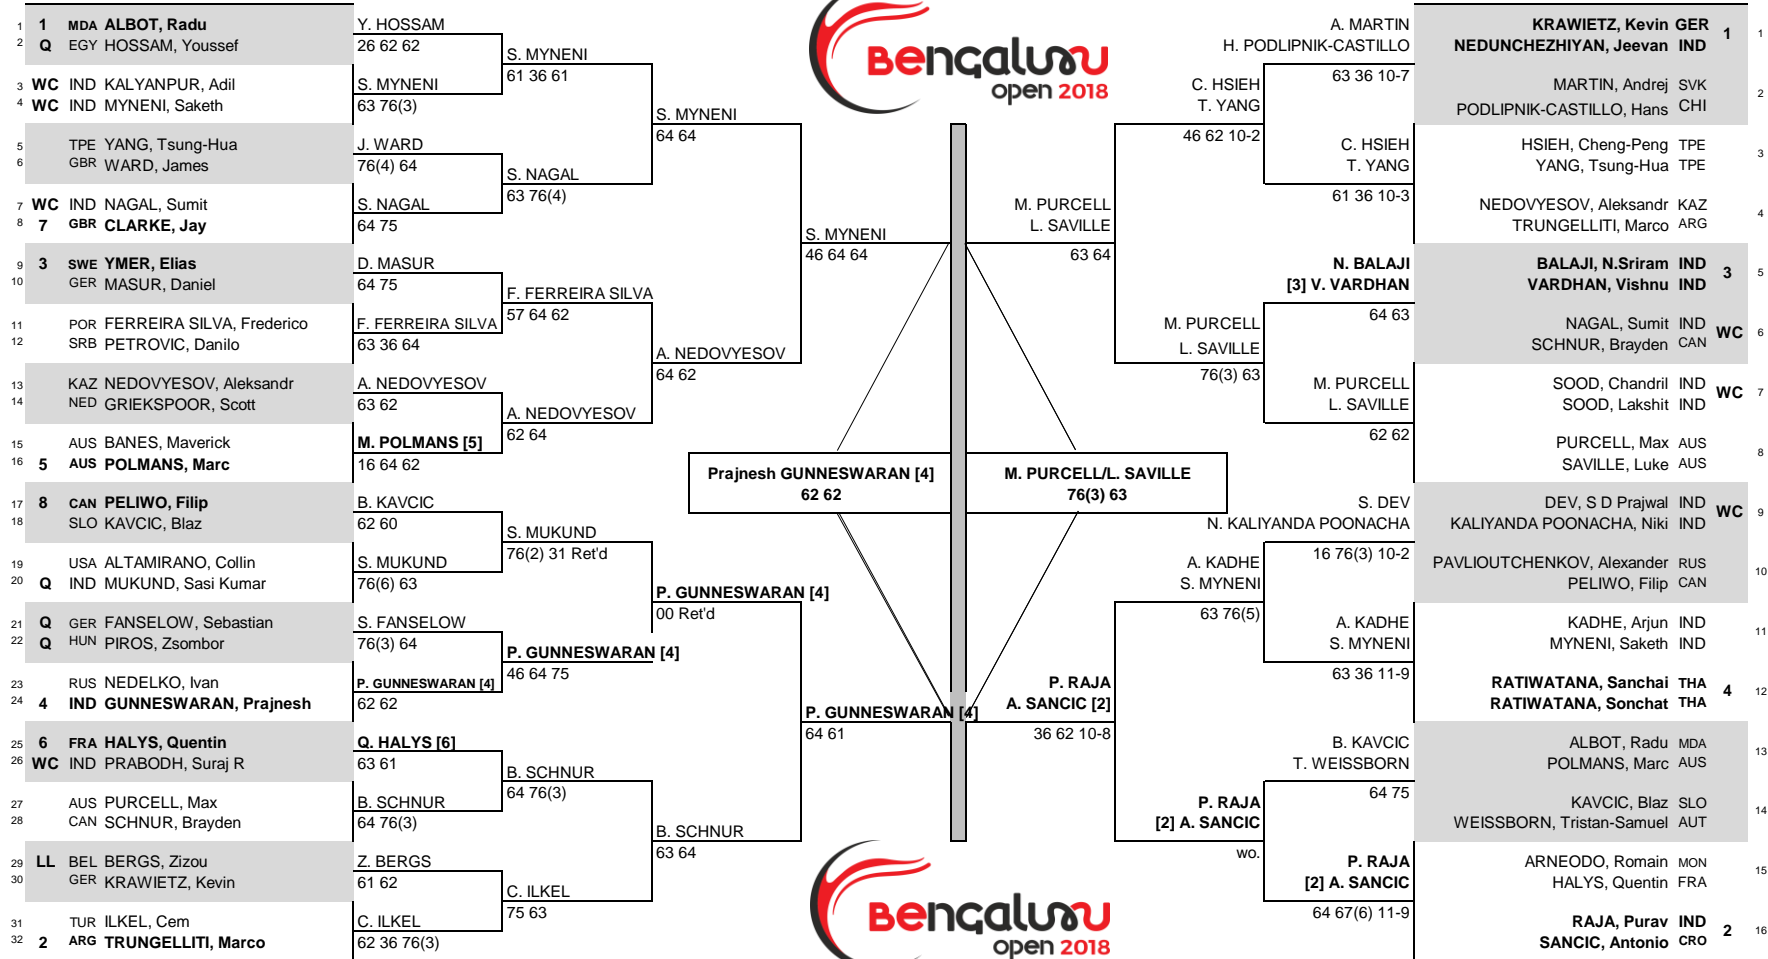 1 1 MDA ALBOT, Radu
2 Q EGY HOSSAM, Youssef
3 WC IND KALYANPUR, Adil
4 WC IND MYNENI, Saketh
5 TPE YANG, Tsung-Hua
6 GBR WARD, James
7 WC IND NAGAL, Sumit
8 7 GBR CLARKE, Jay
9 3 SWE YMER, Elias
10 GER MASUR, Daniel
11 POR FERREIRA SILVA, Frederico
12 SRB PETROVIC, Danilo
13 KAZ NEDOVYESOV, Aleksandr
14 NED GRIEKSPOOR, Scott
15 AUS BANES, Maverick
16 5 AUS POLMANS, Marc
17 8 CAN PELIWO, Filip
18 SLO KAVCIC, Blaz
19 USA ALTAMIRANO, Collin
20 Q IND MUKUND, Sasi Kumar
21 Q GER FANSELOW, Sebastian
22 Q HUN PIROS, Zsombor
23 RUS NEDELKO, Ivan
24 4 IND GUNNESWARAN, Prajnesh
25 6 FRA HALYS, Quentin
26 WC IND PRABODH, Suraj R
27 AUS PURCELL, Max
28 CAN SCHNUR, Brayden
29 LL BEL BERGS, Zizou
30 GER KRAWIETZ, Kevin
31 TUR ILKEL, Cem
32 2 ARG TRUNGELLITI, Marco
Y. HOSSAM
26 62 62
S. MYNENI
63 76(3)
J. WARD
76(4) 64
S. NAGAL
64 75
D. MASUR
64 75
F. FERREIRA SILVA
63 36 64
A. NEDOVYESOV
63 62
M. POLMANS [5]
16 64 62
B. KAVCIC
62 60
S. MUKUND
76(6) 63
S. FANSELOW
76(3) 64
P. GUNNESWARAN [4]
62 62
Q. HALYS [6]
63 61
B. SCHNUR
64 76(3)
Z. BERGS
61 62
C. ILKEL
62 36 76(3)
S. MYNENI
61 36 61
S. NAGAL
63 76(4)
F. FERREIRA SILVA
57 64 62
A. NEDOVYESOV
62 64
S. MUKUND
76(2) 31 Ret'd
P. GUNNESWARAN [4]
46 64 75
B. SCHNUR
64 76(3)
C. ILKEL
75 63
S. MYNENI
64 64
A. NEDOVYESOV
64 62
P. GUNNESWARAN [4]
00 Ret'd
B. SCHNUR
63 64
S. MYNENI
46 64 64
P. GUNNESWARAN [4]
64 61
Bengaluru
open 2018
Prajnesh GUNNESWARAN [4]
62 62
M. PURCELL/L. SAVILLE
76(3) 63
Bengaluru
open 2018
M. PURCELL
L. SAVILLE
63 64
P. RAJA
A. SANCIC [2]
36 62 10-8
C. HSIEH
T. YANG
46 62 10-2
M. PURCELL
L. SAVILLE
76(3) 63
A. KADHE
S. MYNENI
63 76(5)
P. RAJA
[2] A. SANCIC
wo.
A. MARTIN
H. PODLIPNIK-CASTILLO
63 36 10-7
C. HSIEH
T. YANG
61 36 10-3
N. BALAJI
[3] V. VARDHAN
64 63
M. PURCELL
L. SAVILLE
62 62
S. DEV
N. KALIYANDA POONACHA
16 76(3) 10-2
A. KADHE
S. MYNENI
63 36 11-9
B. KAVCIC
T. WEISSBORN
64 75
P. RAJA
[2] A. SANCIC
64 67(6) 11-9
KRAWIETZ, Kevin GER
NEDUNCHEZHIYAN, Jeevan IND
1 1
MARTIN, Andrej SVK
PODLIPNIK-CASTILLO, Hans CHI
2
HSIEH, Cheng-Peng TPE
YANG, Tsung-Hua TPE
3
NEDOVYESOV, Aleksandr KAZ
TRUNGELLITI, Marco ARG
4
BALAJI, N.Sriram IND
VARDHAN, Vishnu IND
3 5
NAGAL, Sumit IND
SCHNUR, Brayden CAN
WC 6
SOOD, Chandril IND
SOOD, Lakshit IND
WC 7
PURCELL, Max AUS
SAVILLE, Luke AUS
8
DEV, S D Prajwal IND
KALIYANDA POONACHA, Niki IND
WC 9
PAVLIOUTCHENKOV, Alexander RUS
PELIWO, Filip CAN
10
KADHE, Arjun IND
MYNENI, Saketh IND
11
RATIWATANA, Sanchai THA
RATIWATANA, Sonchat THA
4 12
ALBOT, Radu MDA
POLMANS, Marc AUS
13
KAVCIC, Blaz SLO
WEISSBORN, Tristan-Samuel AUT
14
ARNEODO, Romain MON
HALYS, Quentin FRA
15
RAJA, Purav IND
SANCIC, Antonio CRO
2 16